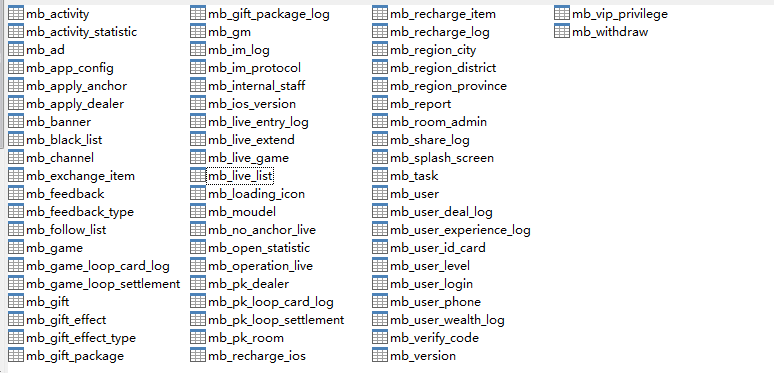 mb_activity
mb_activity_statistic
mb_ad
mb_app_config
mb_apply_anchor
mb_apply_dealer
mb_banner
mb_black_list
mb_channel
mb_exchange_item
mb_feedback
mb_feedback_type
mb_follow_list
mb_game
mb_game_loop_card_log
mb_game_loop_settlement
mb_gift
mb_gift_effect
mb_gift_effect_type
mb_gift_package
mb_gift_package_log
mb_gm
mb_im_log
mb_im_protocol
mb_internal_staff
mb_ios_version
mb_live_entry_log
mb_live_extend
mb_live_game
mb_live_list
mb_loading_icon
mb_moudel
mb_no_anchor_live
mb_open_statistic
mb_operation_live
mb_pk_dealer
mb_pk_loop_card_log
mb_pk_loop_settlement
mb_pk_room
mb_recharge_ios
mb_recharge_item
mb_recharge_log
mb_region_city
mb_region_district
mb_region_province
mb_report
mb_room_admin
mb_share_log
mb_splash_screen
mb_task
mb_user
mb_user_deal_log
mb_user_experience_log
mb_user_id_card
mb_user_level
mb_user_login
mb_user_phone
mb_user_wealth_log
mb_verify_code
mb_version
mb_vip_privilege
mb_withdraw